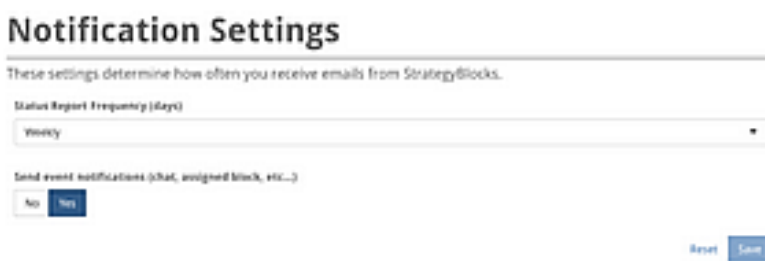 Notification Settings
These settings determine how often you receive emails from StrategyBlocks.
Status Report Frequency (days)
Weekly
Send event notifications (chat, assigned block, etc...)
No Yes
Reset Save